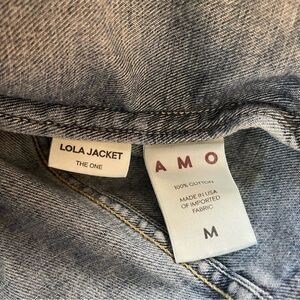 LOLA JACKET
THE ONE
AMO
100% COTTON
MADE IN USA
OF IMPORTED
FABRIC
M